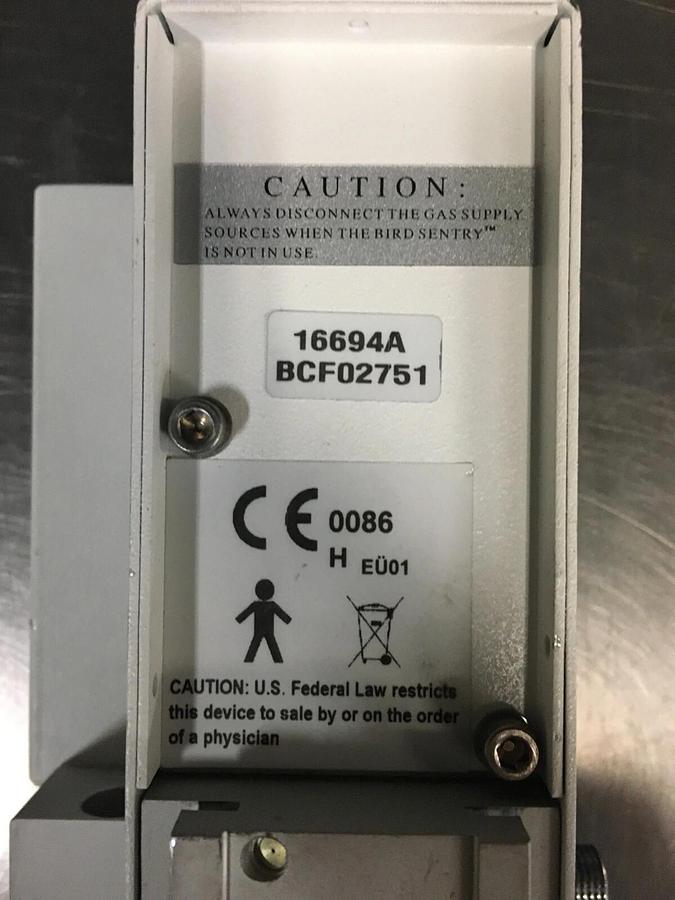 CAUTION:
ALWAYS DISCONNECT THE GAS SUPPLY
SOURCES WHEN THE BIRD SENTRY™
IS NOT IN USE.
16694A
BCF02751
CE 0086
H EÜ01
CAUTION: U.S. Federal Law restricts
this device to sale by or on the order
of a physician